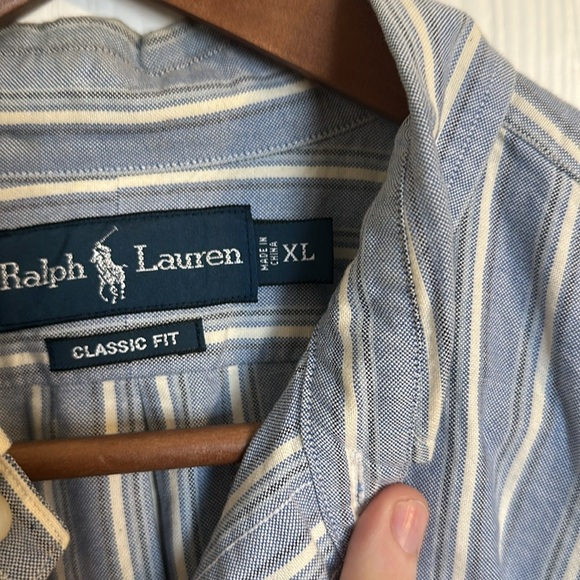 Ralph Lauren
MADE IN
CHINA
XL
CLASSIC FIT